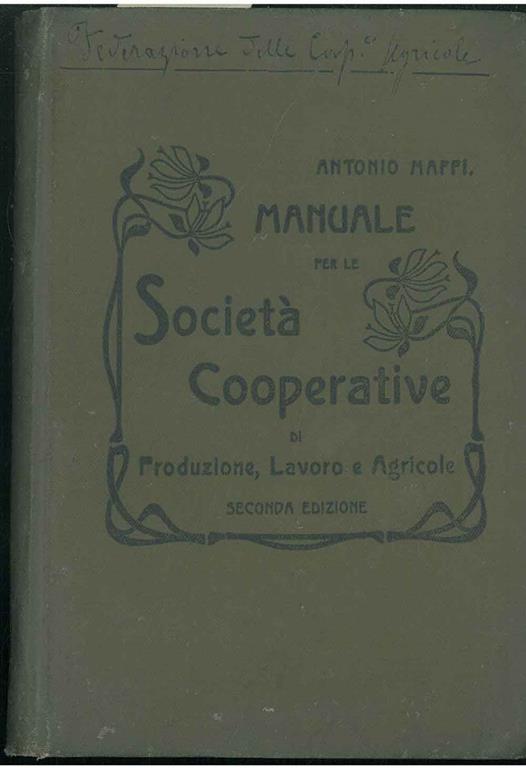 Federazione delle Coop.e Agricole
ANTONIO MAFFI.
MANUALE
PER LE
Società
Cooperative
DI
Produzione, Lavoro e Agricole
SECONDA EDIZIONE